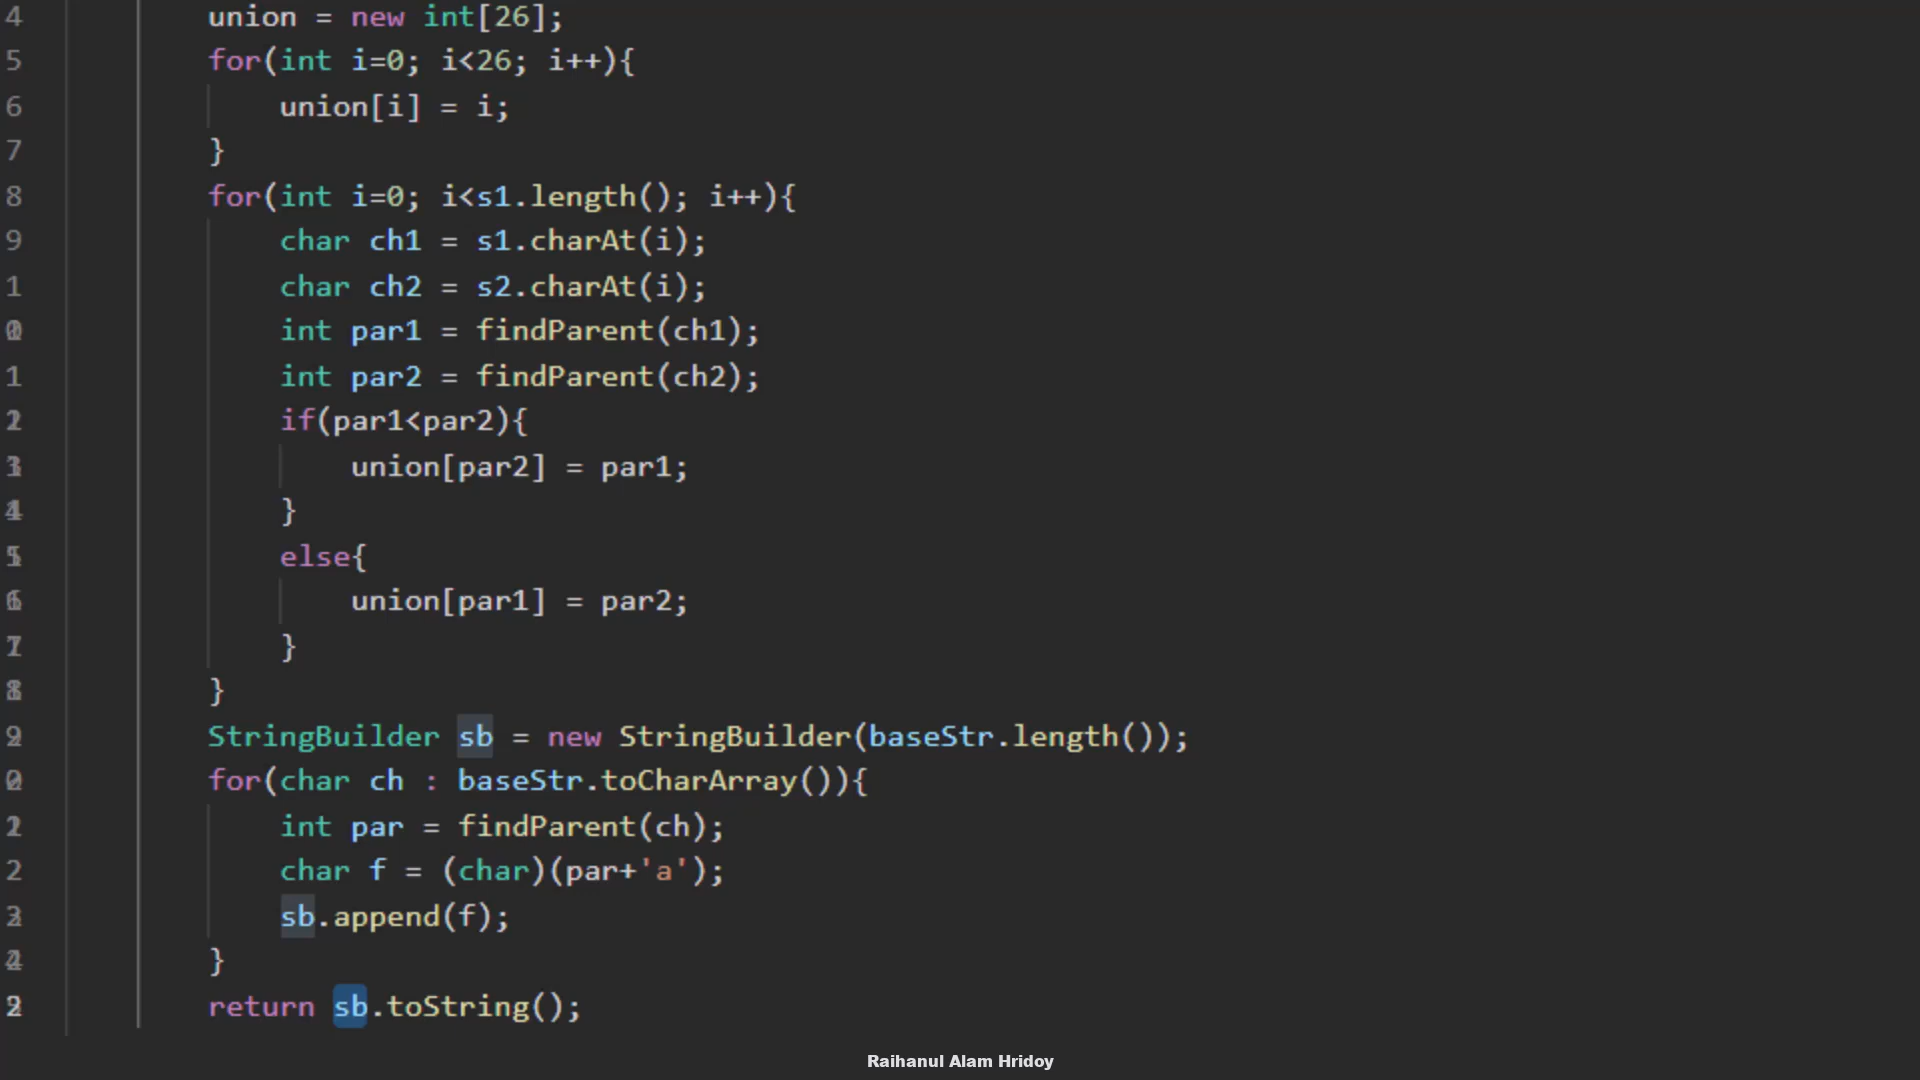 4 union = new int[26];
5 for(int i=0; i<26; i++){
6 union[i] = i;
7 }
8 for(int i=0; i<s1.length(); i++){
9 char ch1 = s1.charAt(i);
1 char ch2 = s2.charAt(i);
int par1 = findParent(ch1);
1 int par2 = findParent(ch2);
if(par1<par2){
union[par2] = par1;
}
else{
union[par1] = par2;
}
}
StringBuilder sb = new StringBuilder(baseStr.length());
for(char ch : baseStr.toCharArray()){
int par = findParent(ch);
2 char f = (char)(par+'a');
sb.append(f);
}
return sb.toString();
Raihanul Alam Hridoy